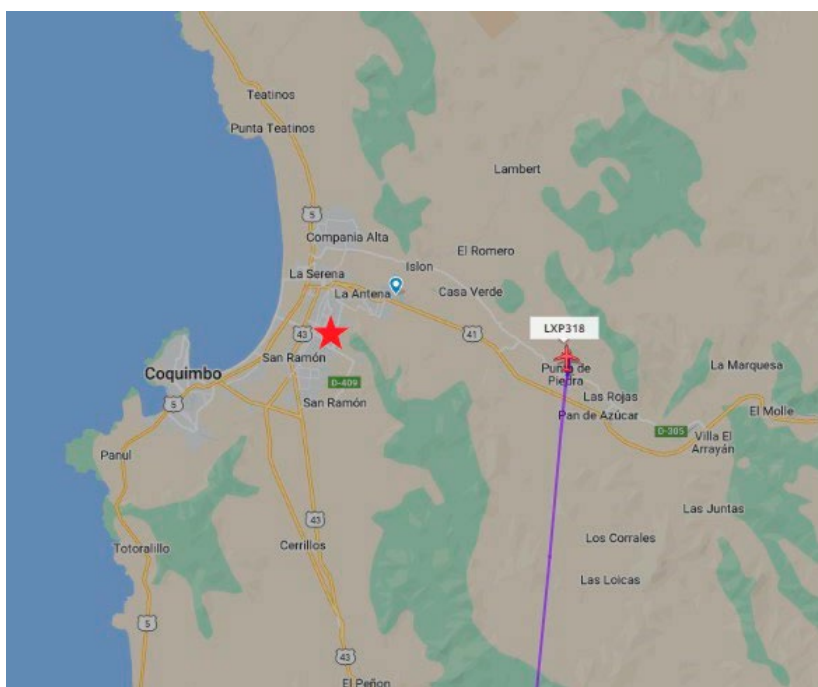 Teatinos
Punta Teatinos
Lambert
5
Compania Alta
El Romero
Islon
La Serena
La Antena
Casa Verde
LXP318
43
41
San Ramón
Punta de
Piedra
La Marquesa
Coquimbo
D-409
Las Rojas
San Ramón
5
Pan de Azúcar
El Molle
D-305
Villa El
Arrayán
Panul
Las Juntas
43
Totoralillo
Cerrillos
Los Corrales
Las Loicas
5
43
El Peñon